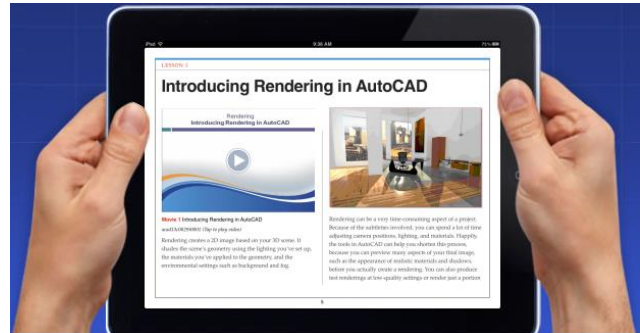 iPad
9:36 AM
75%
LESSON 1
Introducing Rendering in AutoCAD
Rendering
Introducing Rendering in AutoCAD
Movie 1 Introducing Rendering in AutoCAD
(Tap to play video)
Rendering creates a 2D image based on your 3D scene. It
shades the scene's geometry using the lighting you've set up,
the materials you've applied to the geometry, and the
environmental settings such as background and fog.
Rendering can be a very time-consuming aspect of a project.
Because of the subtleties involved, you can spend a lot of time
adjusting camera positions, lighting, and materials. Happily,
the tools in AutoCAD can help you shorten this process,
because you can preview many aspects of your final image,
such as the appearance of realistic materials and shadows,
before you actually create a rendering. You can also produce
test renderings at low-quality settings or render just a portion